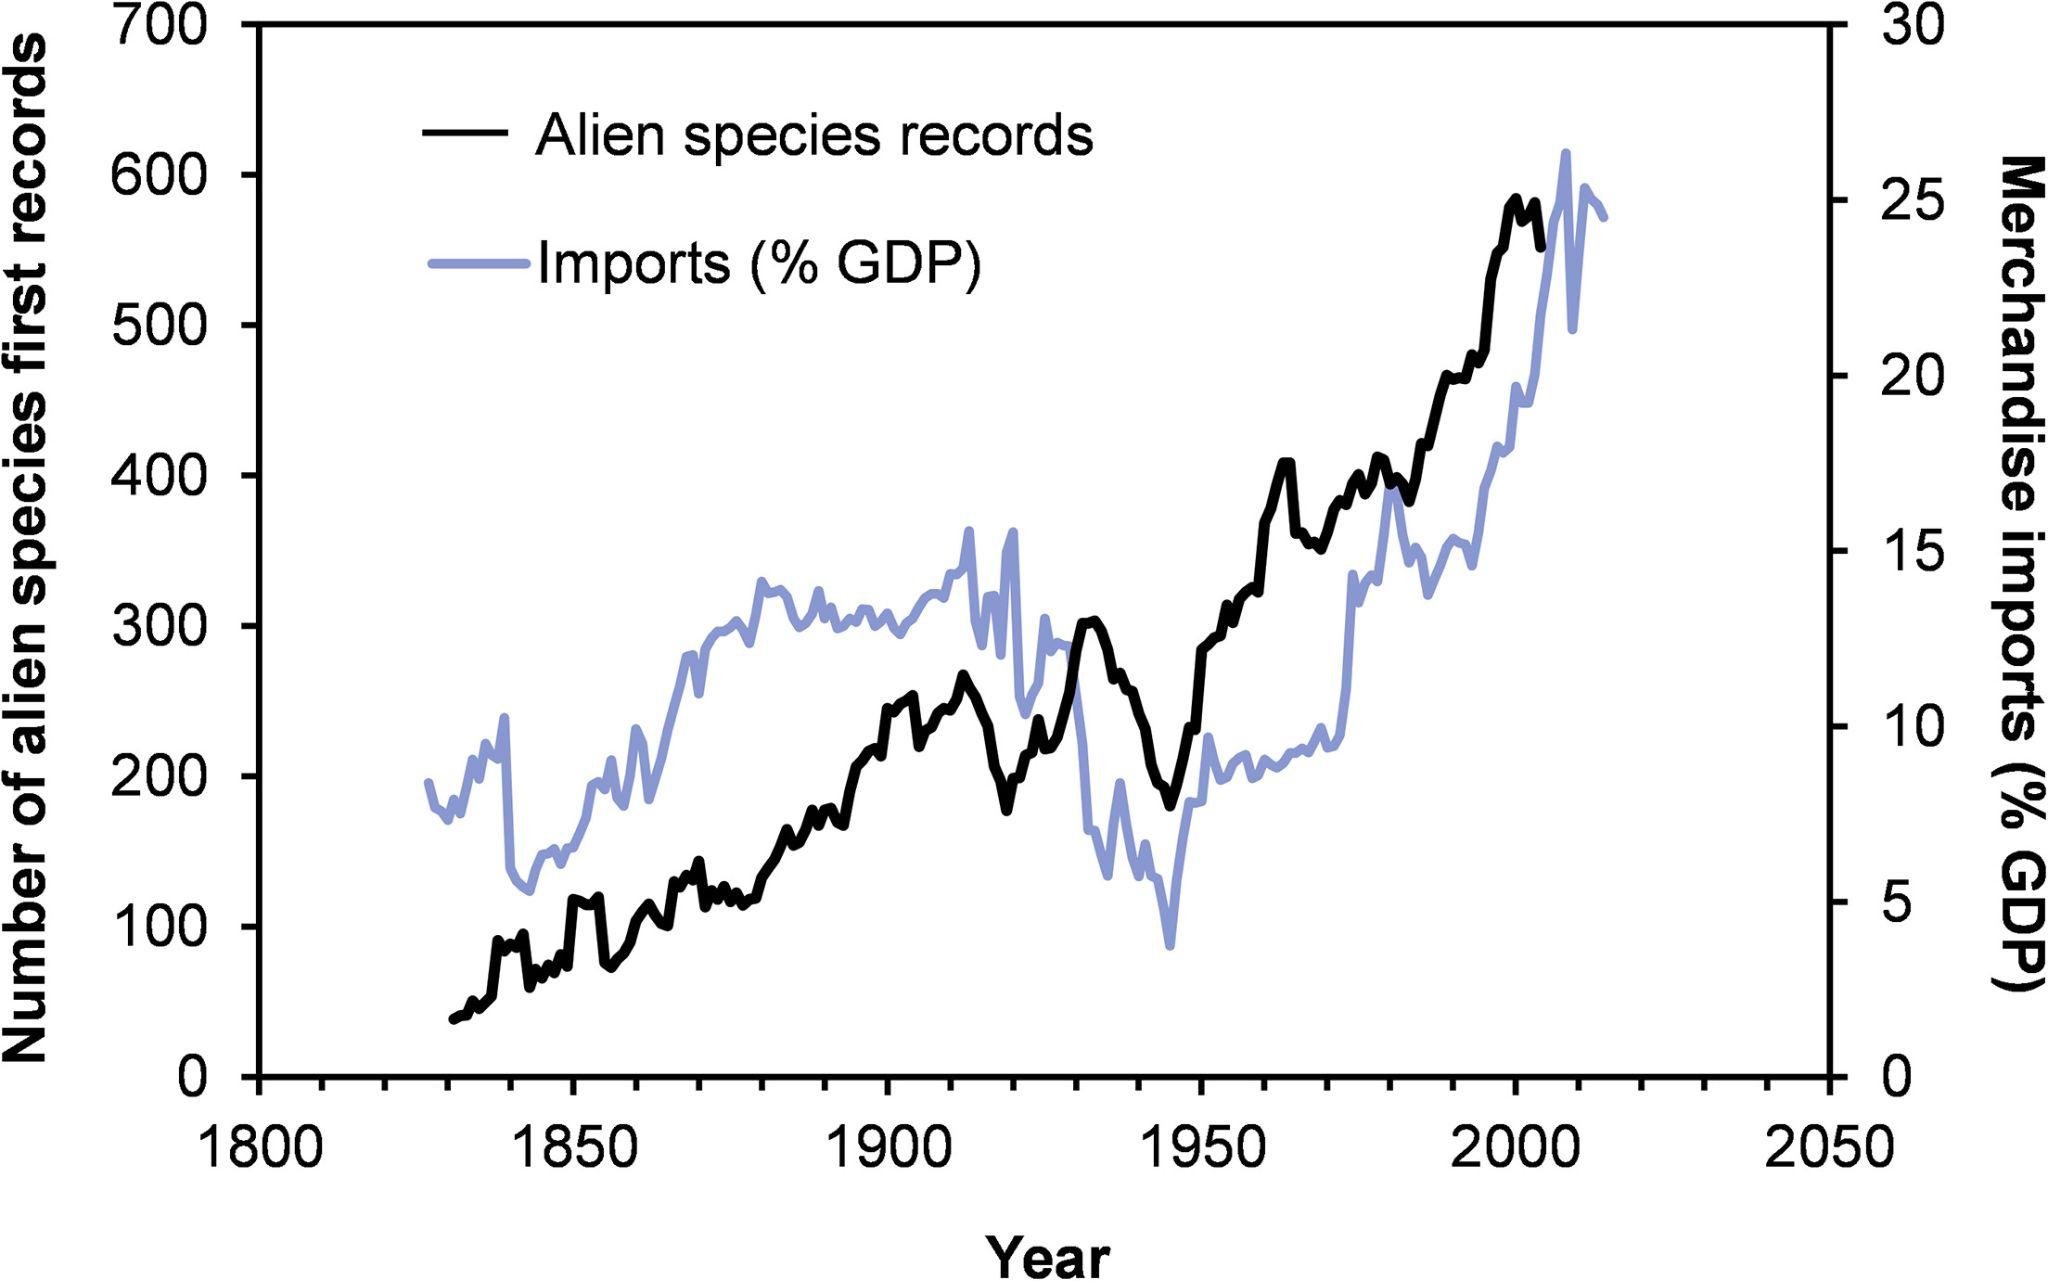 Number of alien species first records
700
600
500
400
300
200
100
0
Alien species records
Imports (% GDP)
30
25
20
15
10
5
0
Merchandise imports (% GDP)
1800 1850 1900 1950 2000 2050
Year